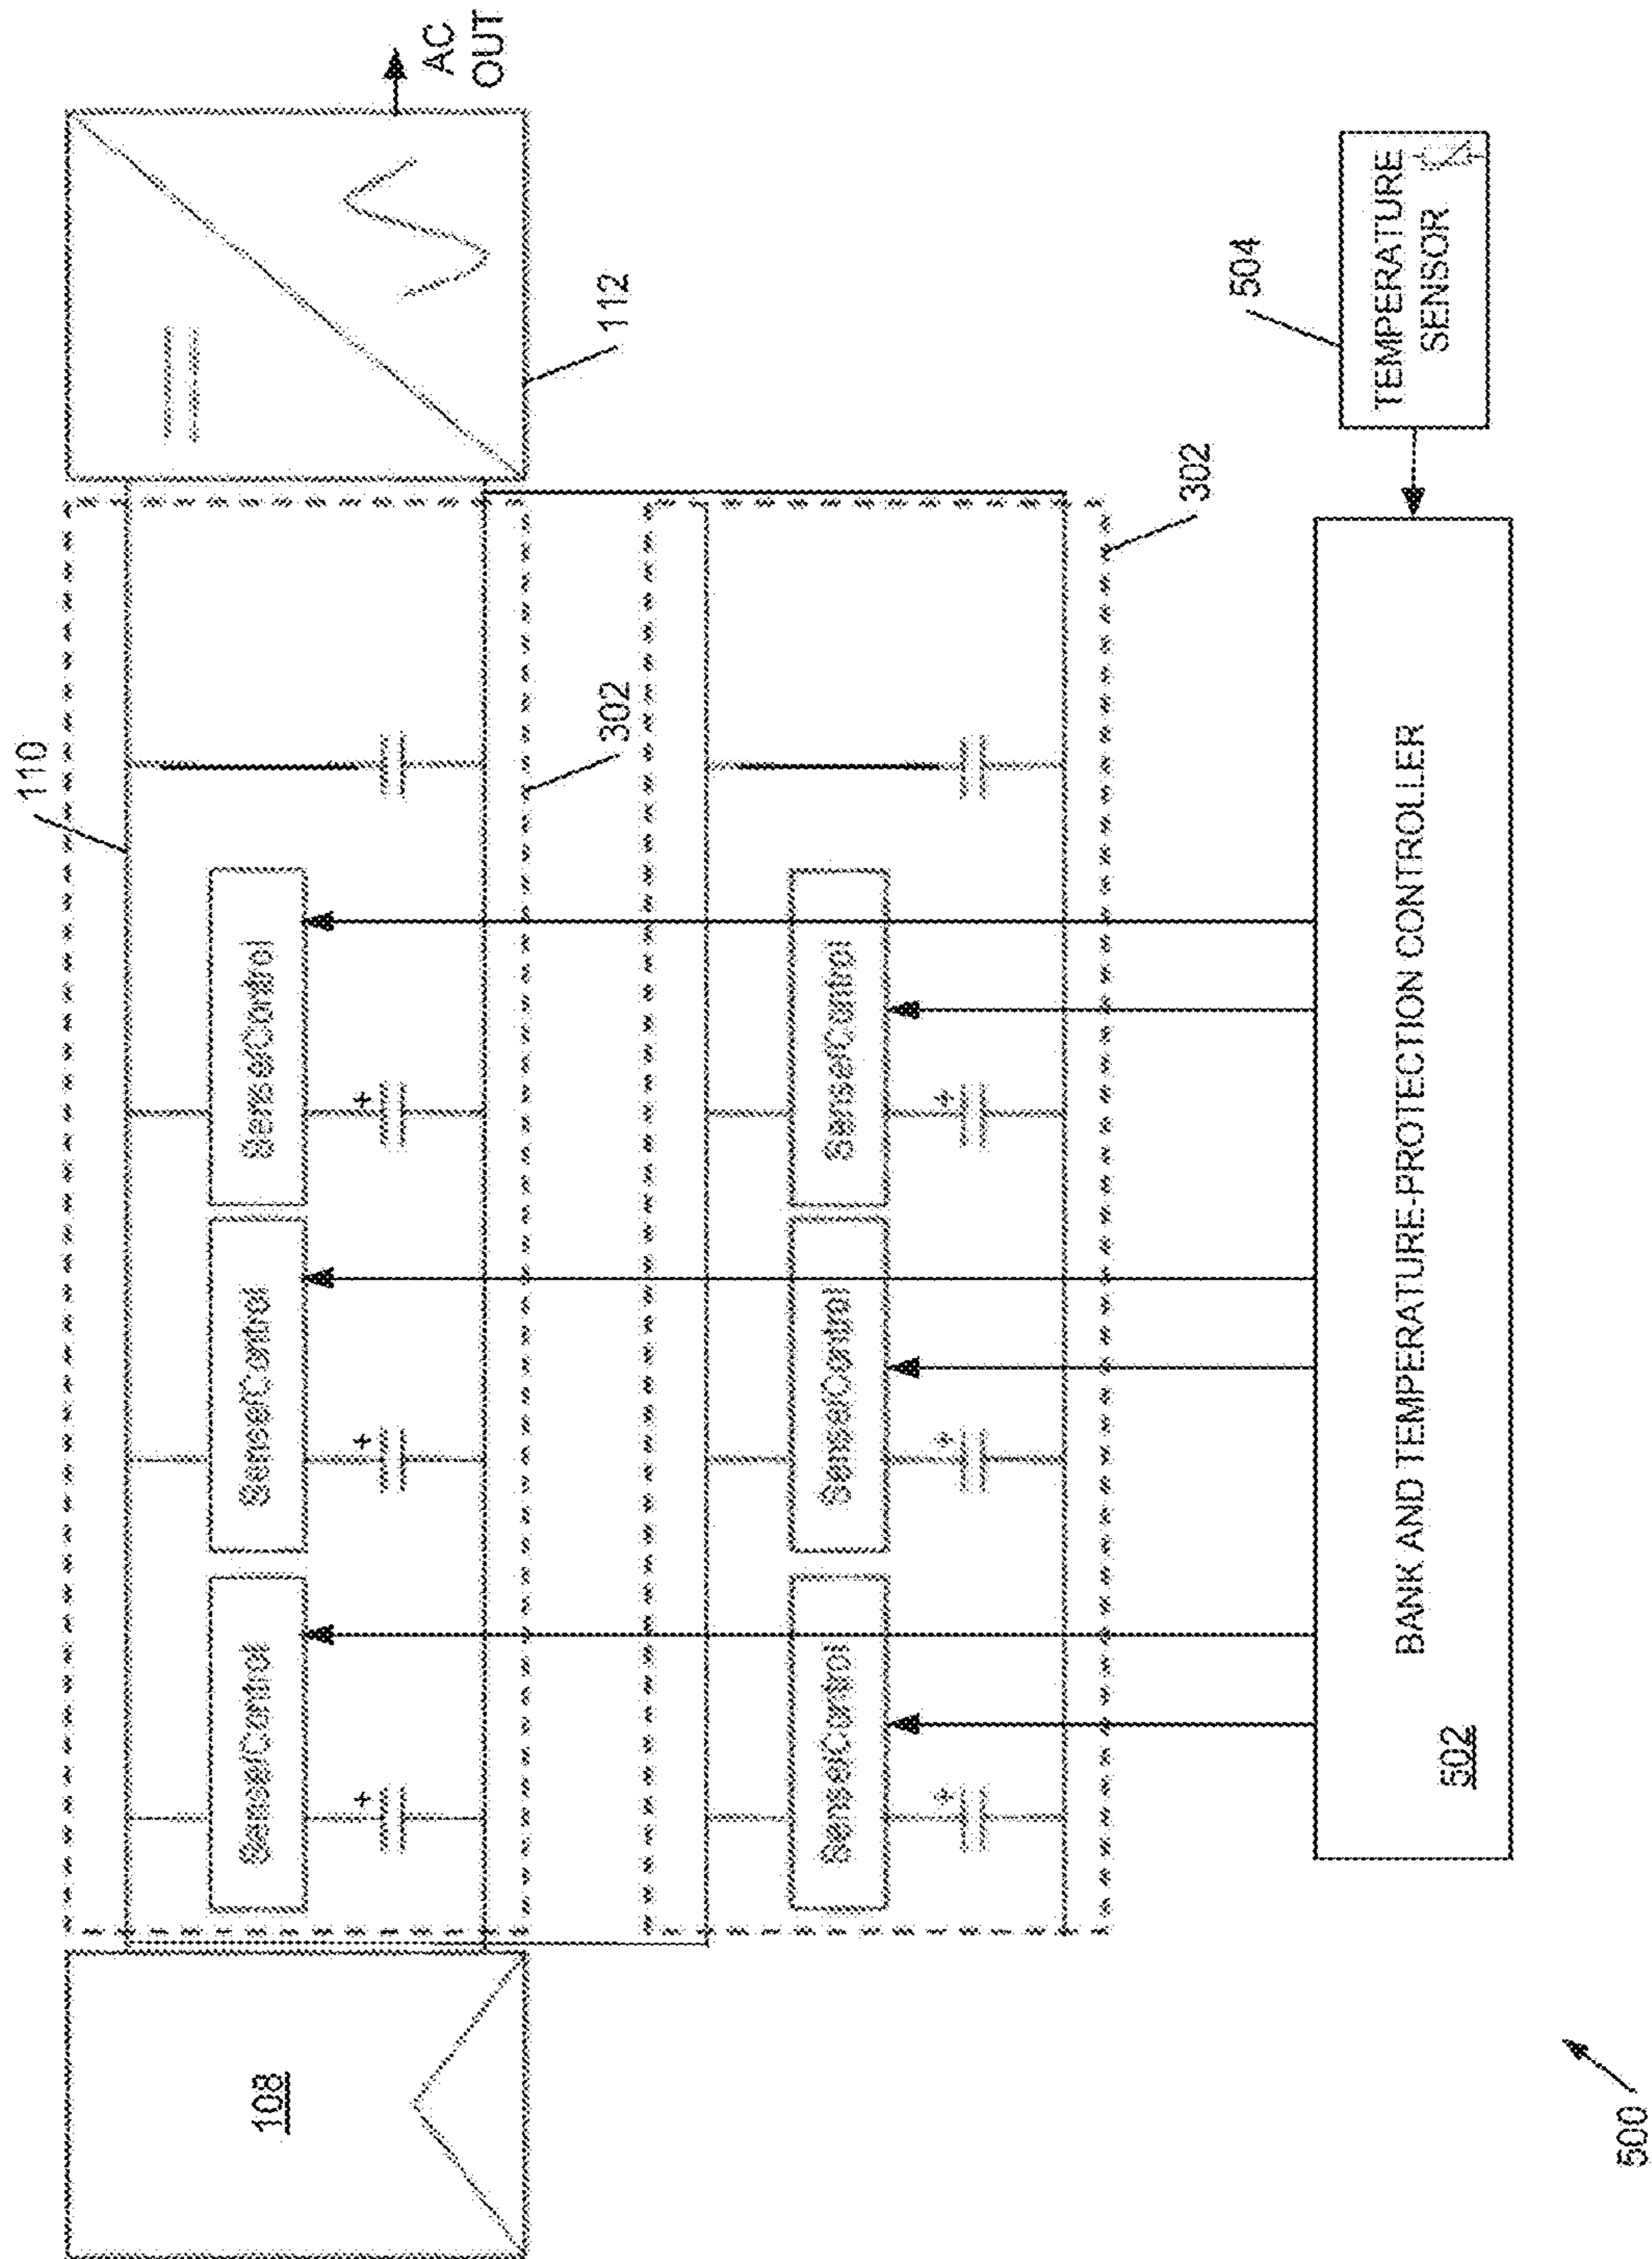 110
108
Sense/Control
Sense/Control
Sense/Control
AC
OUT
302
112
Sense/Control
Sense/Control
Sense/Control
302
504
BANK AND TEMPERATURE-PROTECTION CONTROLLER
502
TEMPERATURE
SENSOR
500